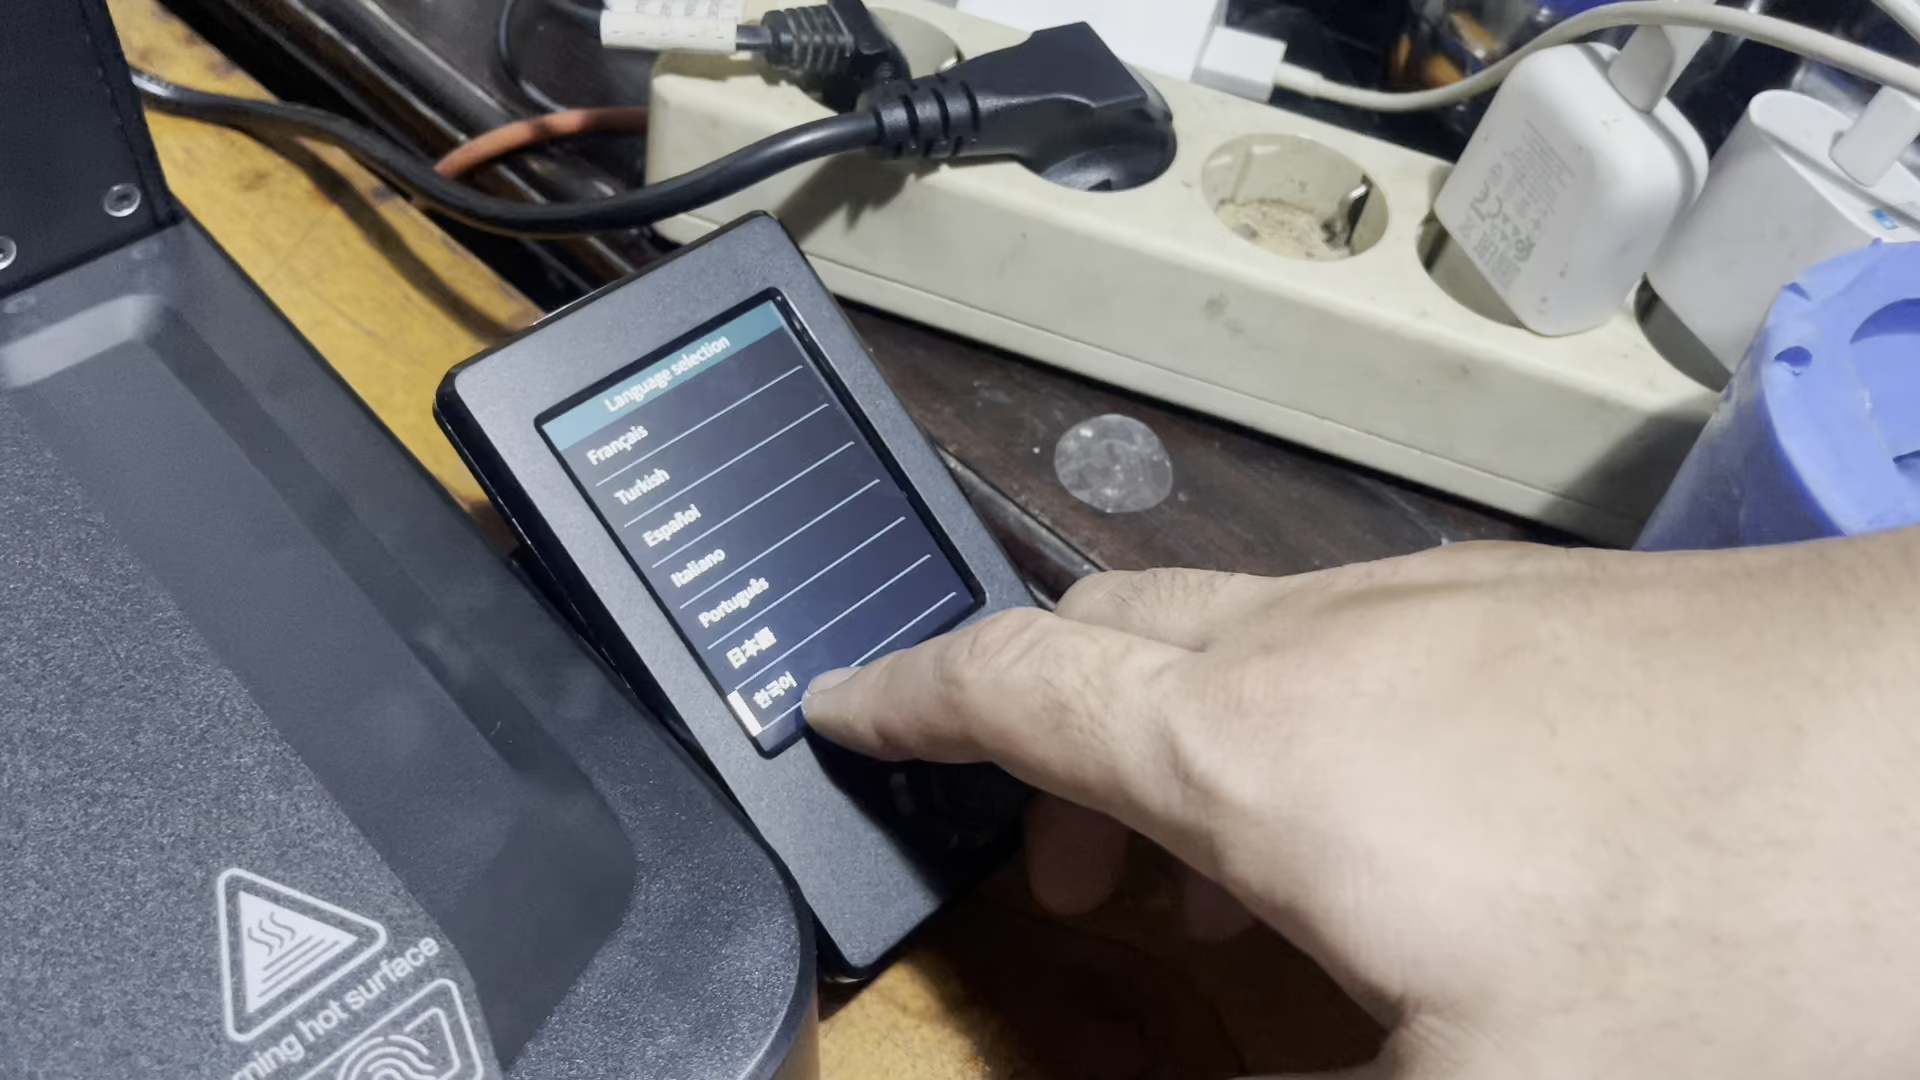 Language selection
Français
Turkish
Español
Italiano
Português
日本語
한국어
hot surface